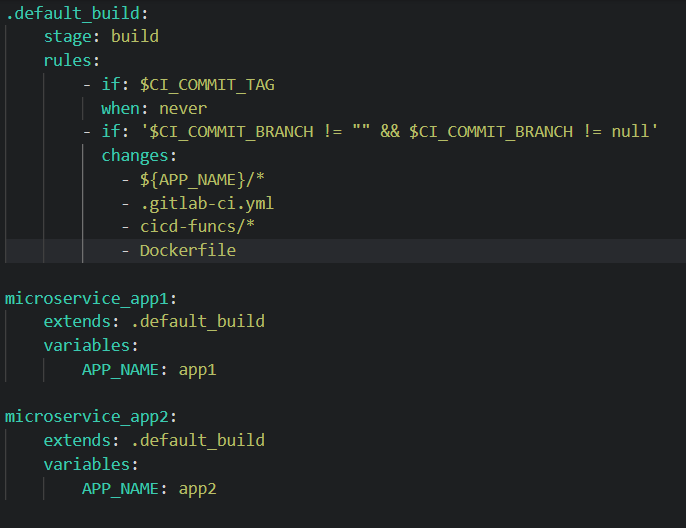 .default_build:
    stage: build
    rules:
        - if: $CI_COMMIT_TAG
          when: never
        - if: '$CI_COMMIT_BRANCH != "" && $CI_COMMIT_BRANCH != null'
          changes:
            - ${APP_NAME}/*
            - .gitlab-ci.yml
            - cicd-funcs/*
            - Dockerfile

microservice_app1:
    extends: .default_build
    variables:
        APP_NAME: app1

microservice_app2:
    extends: .default_build
    variables:
        APP_NAME: app2